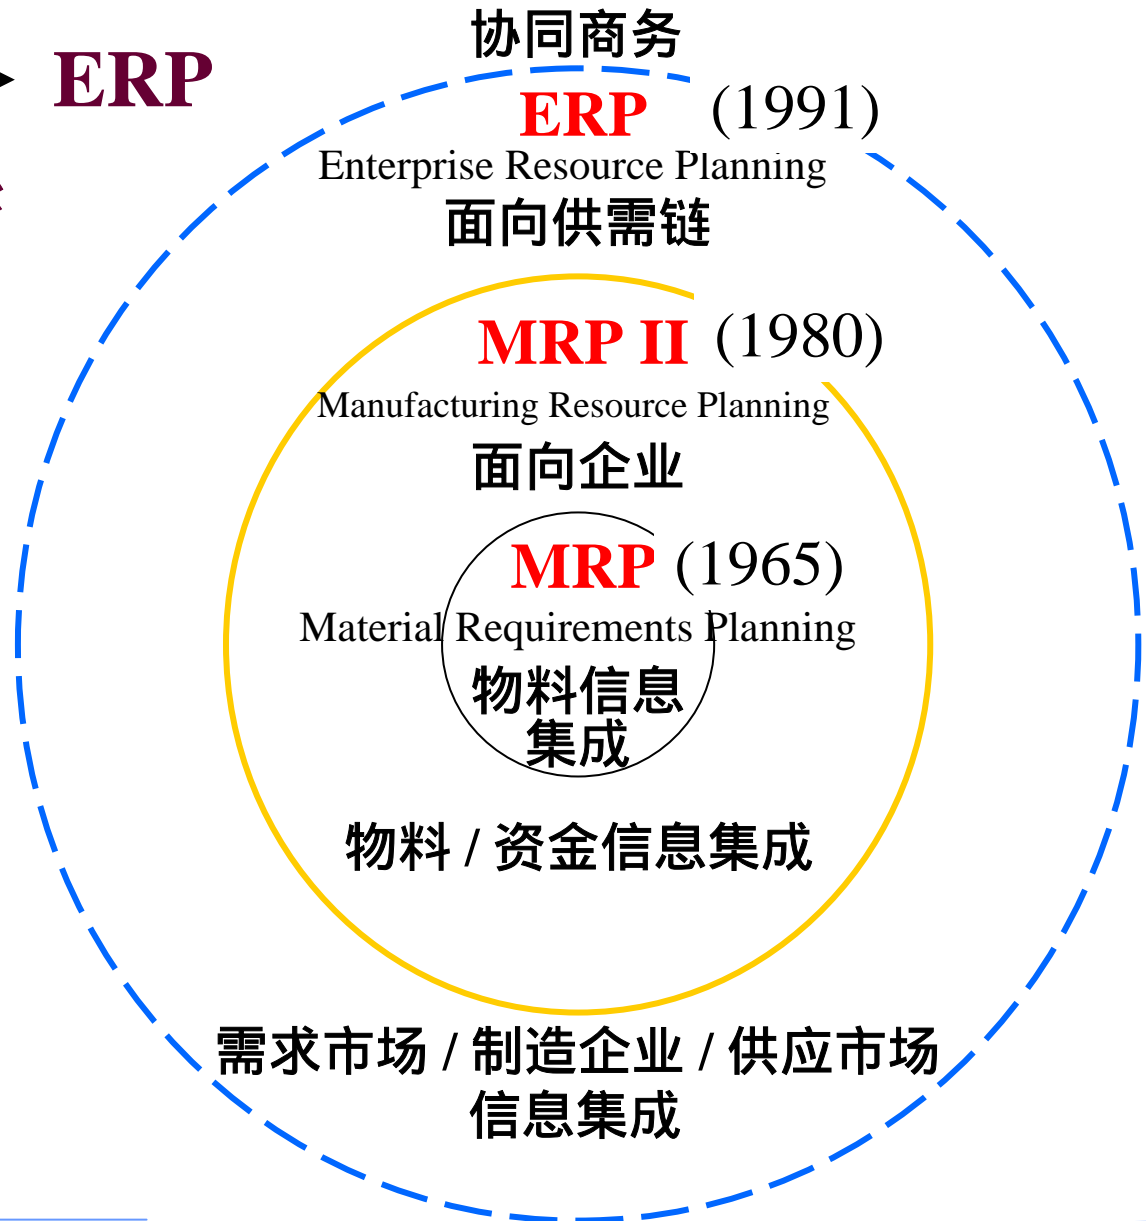 协同商务
ERP
ERP (1991)
Enterprise Resource Planning
面向供需链
MRP II (1980)
Manufacturing Resource Planning
面向企业
MRP (1965)
Material Requirements Planning
物料信息
集成
物料 / 资金信息集成
需求市场 / 制造企业 / 供应市场
信息集成